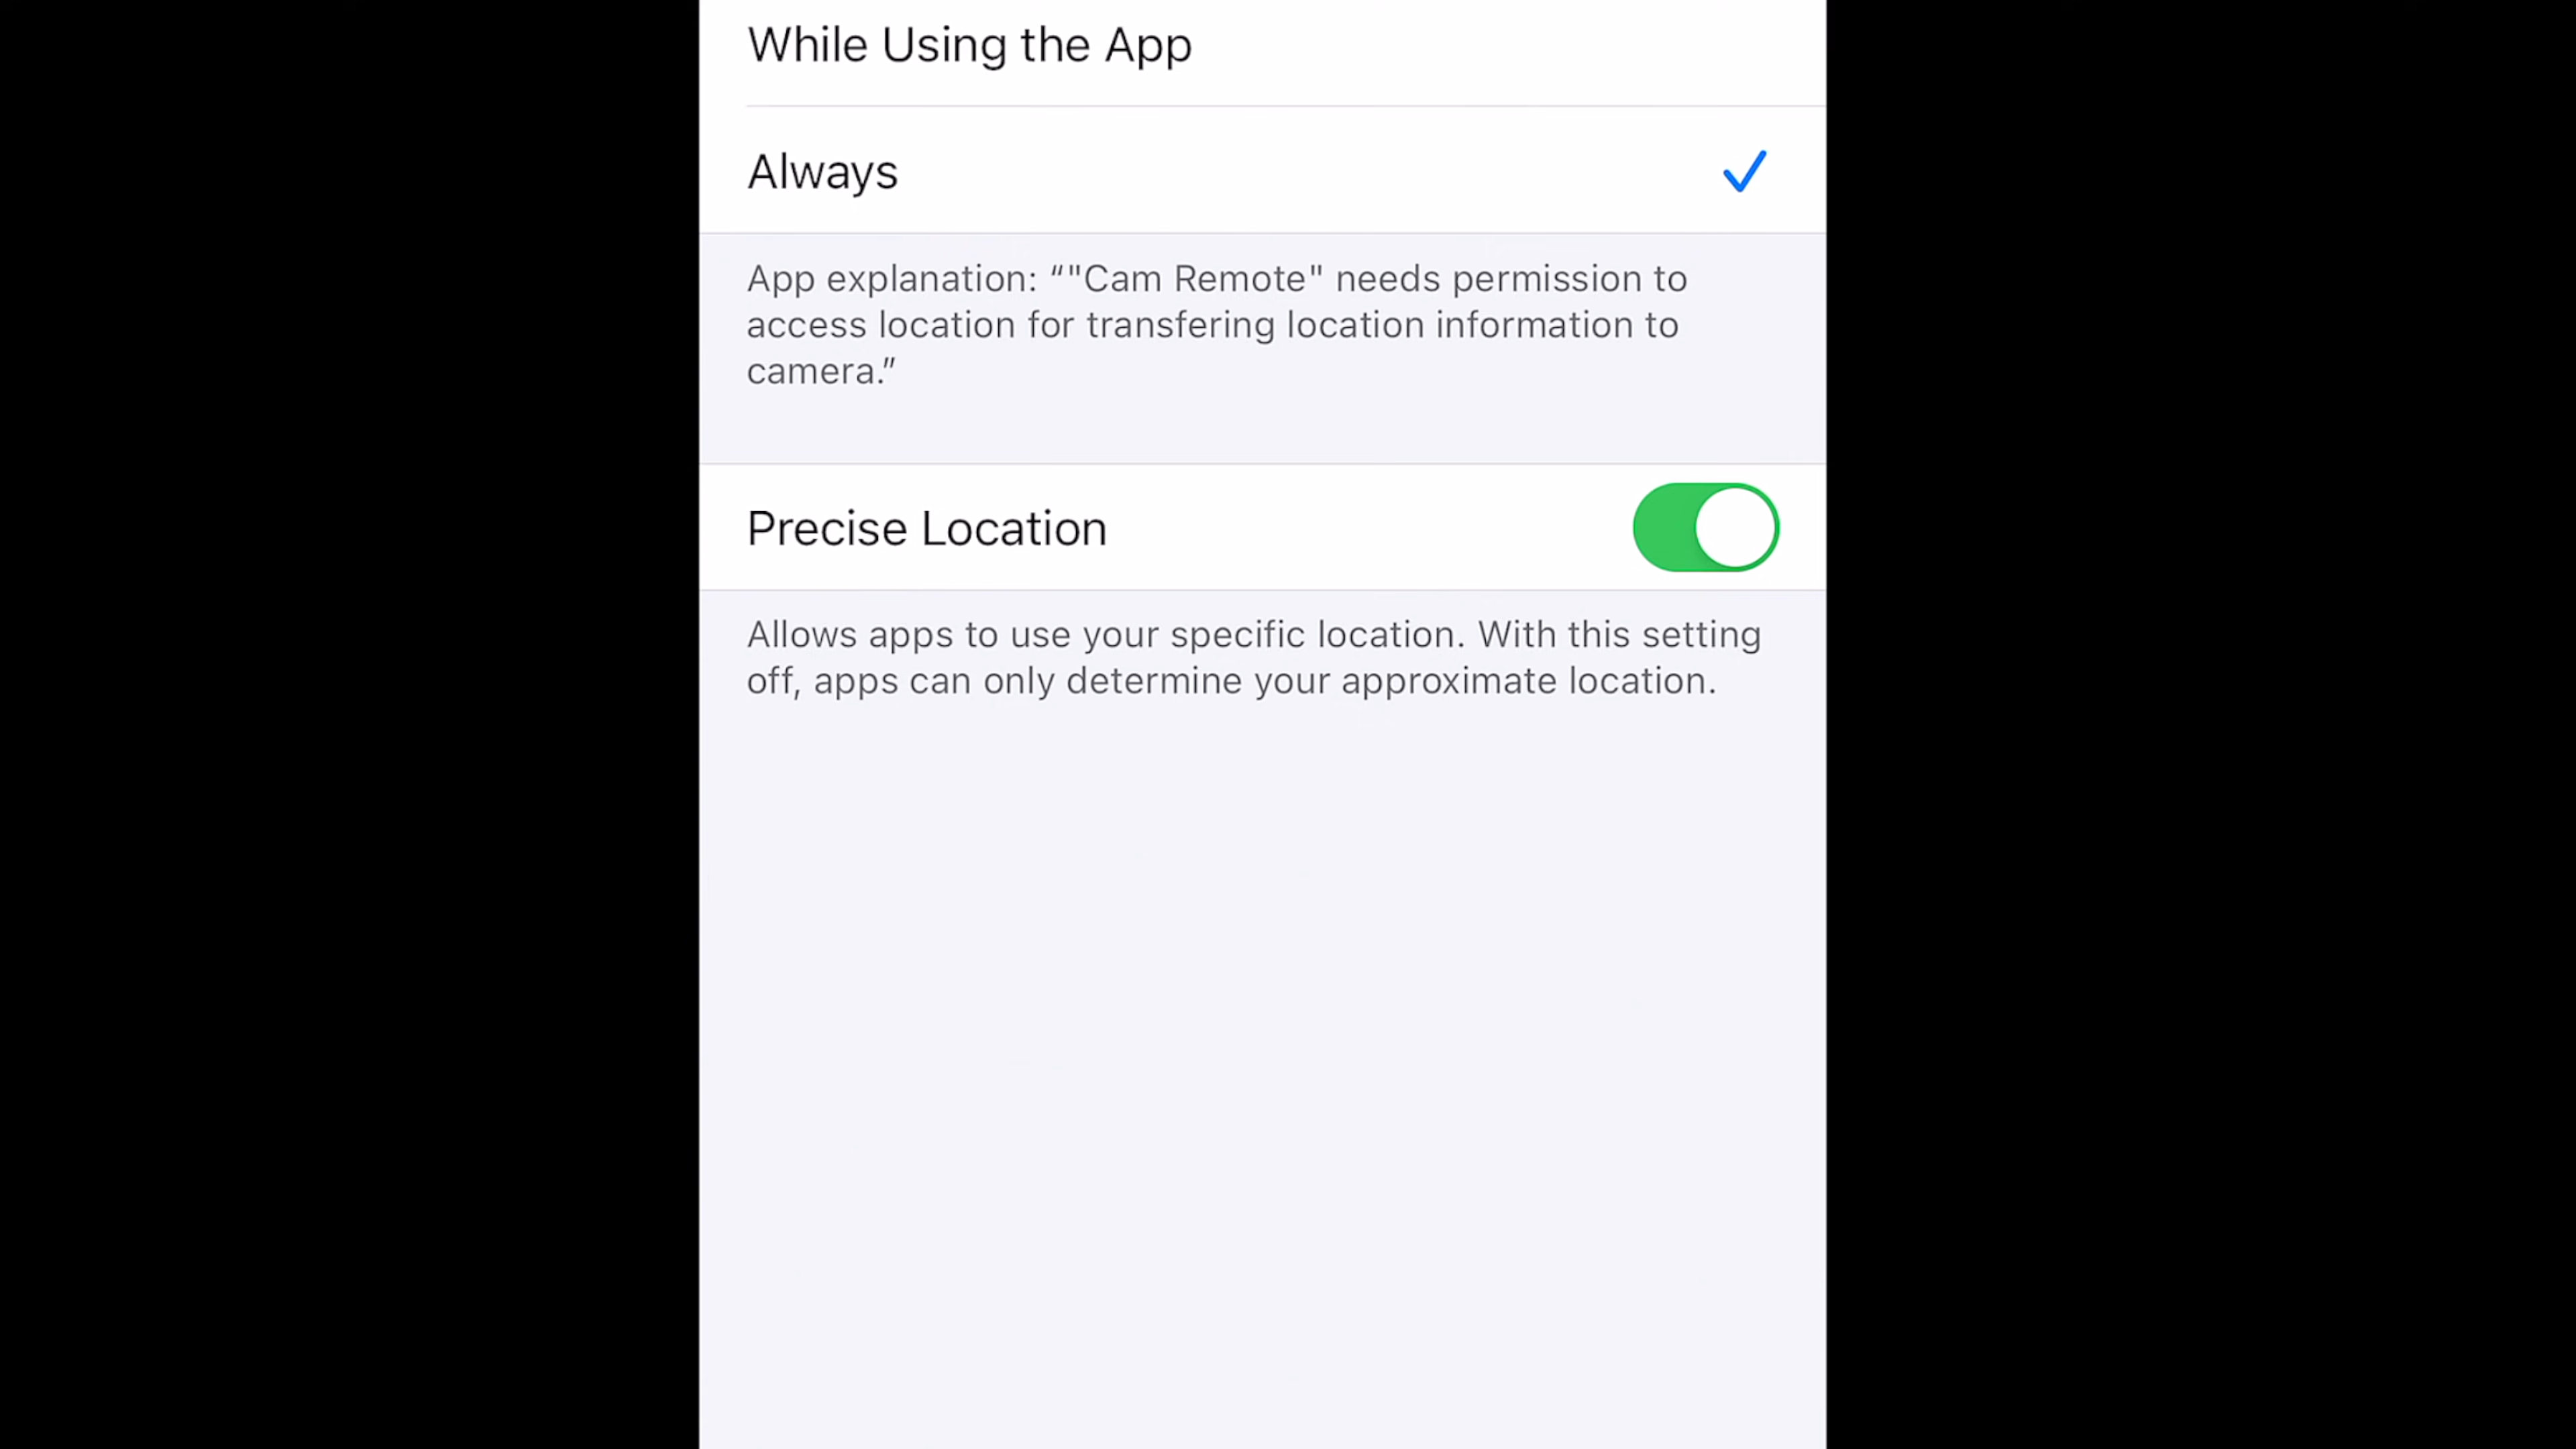 While Using the App
Always
App explanation: “"Cam Remote" needs permission to
access location for transfering location information to
camera.”
Precise Location
Allows apps to use your specific location. With this setting
off, apps can only determine your approximate location.